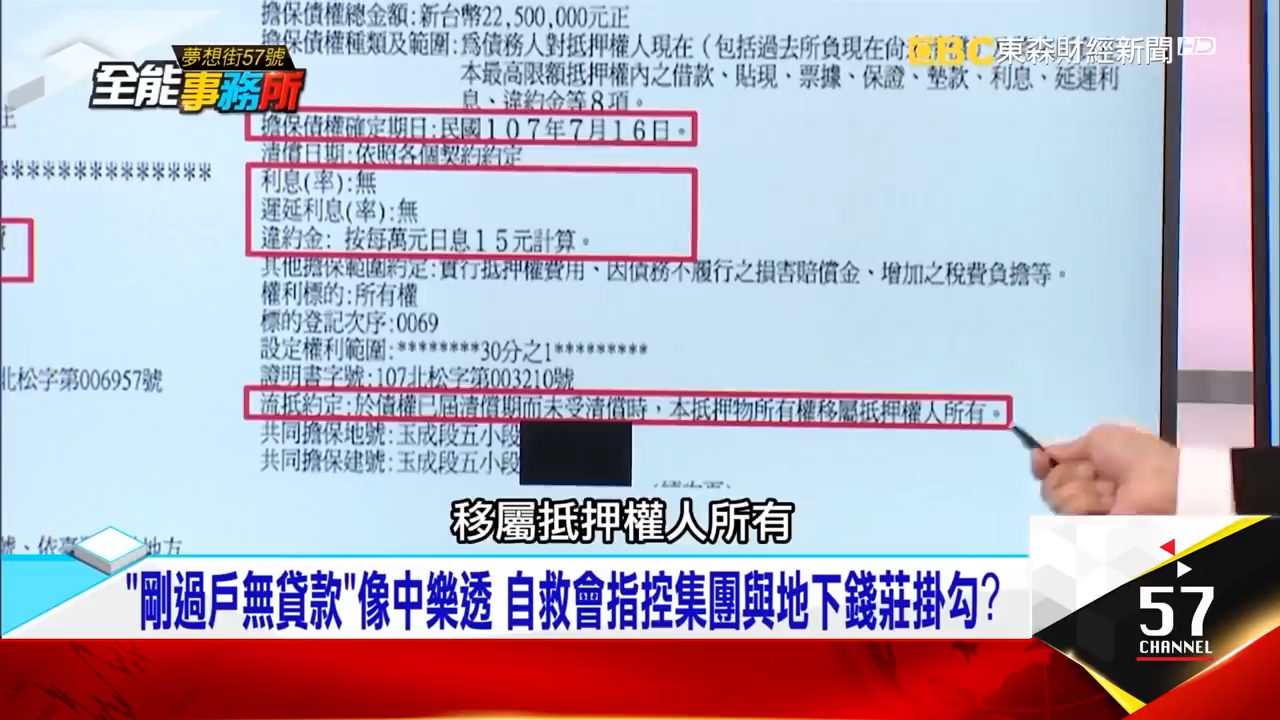 擔保債權總金額:新台幣22,500,000元正
夢想街57號
全能事務所
EBC 東森財經新聞 HD
擔保債權種類及範圍:為債務人對抵押權人現在(包括過去所負現在尚
本最高限額抵押權內之借款、貼現、票據、保證、墊款、利息、延遲利
息、違約金等8項。
擔保債權確定期日:民國107年7月16日。
清償日期:依照各個契約約定
***************
利息(率):無
遲延利息(率):無
違約金: 按每萬元日息15元計算。
其他擔保範圍約定:實行抵押權費用、因債務不履行之損害賠償金、增加之稅費負擔等。
權利標的:所有權
標的登記次序:0069
設定權利範圍:********30分之1*********
北松字第006957號
證明書字號:107北松字第003210號
流抵約定:於債權已屆清償期而未受清償時，本抵押物所有權移屬抵押權人所有。
共同擔保地號:玉成段五小段
共同擔保建號:玉成段五小段
移屬抵押權人所有
"剛過戶無貸款"像中樂透 自救會指控集團與地下錢莊掛勾?
57
CHANNEL